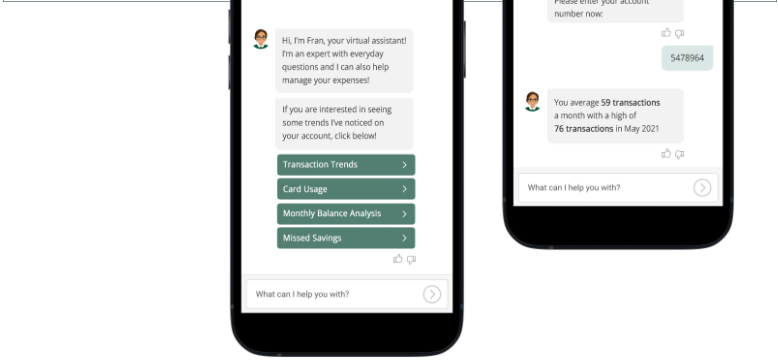 Hi, I'm Fran, your virtual assistant!
I'm an expert with everyday
questions and I can also help
manage your expenses!
If you are interested in seeing
some trends I've noticed on
your account, click below!
Transaction Trends
Card Usage
Monthly Balance Analysis
Missed Savings
What can I help you with?
Please enter your account
number now:
5478964
You average 59 transactions
a month with a high of
76 transactions in May 2021
What can I help you with?